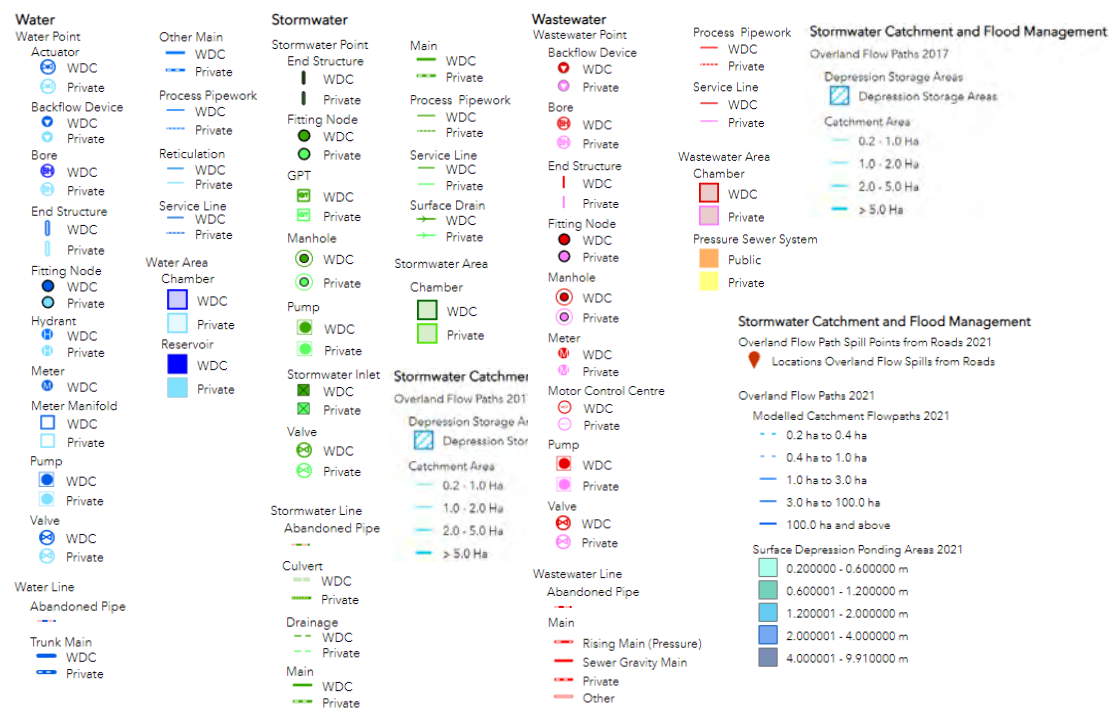 Water
Water Point
Actuator
WDC
Private
Backflow Device
WDC
Private
Bore
BH WDC
BH Private
End Structure
WDC
Private
Fitting Node
WDC
Private
Hydrant
H WDC
H Private
Meter
M WDC
Meter Manifold
WDC
Private
Pump
WDC
Private
Valve
WDC
Private
Water Line
Abandoned Pipe
Trunk Main
WDC
Private
Other Main
WDC
Private
Process Pipework
WDC
Private
Reticulation
WDC
Private
Service Line
WDC
Private
Water Area
Chamber
WDC
Private
Reservoir
WDC
Private
Stormwater
Stormwater Point
End Structure
WDC
Private
Fitting Node
WDC
Private
GPT
GPT WDC
GPT Private
Manhole
WDC
Private
Pump
WDC
Private
Stormwater Inlet
WDC
Private
Valve
WDC
Private
Stormwater Line
Abandoned Pipe
Culvert
WDC
Private
Drainage
WDC
Private
Main
WDC
Private
Main
WDC
Private
Process Pipework
WDC
Private
Service Line
WDC
Private
Surface Drain
WDC
Private
Stormwater Area
Chamber
WDC
Private
Stormwater Catchmer
Overland Flow Paths 201
Depression Storage Ar
Depression Stor
Catchment Area
0.2 - 1.0 Ha
1.0 - 2.0 Ha
2.0 - 5.0 Ha
> 5.0 Ha
Wastewater
Wastewater Point
Backflow Device
WDC
Private
Bore
BH WDC
BH Private
End Structure
WDC
Private
Fitting Node
WDC
Private
Manhole
WDC
Private
Meter
M WDC
M Private
Motor Control Centre
WDC
Private
Pump
WDC
Private
Valve
WDC
Private
Wastewater Line
Abandoned Pipe
Main
Rising Main (Pressure)
Sewer Gravity Main
Private
Other
Process Pipework
WDC
Private
Service Line
WDC
Private
Wastewater Area
Chamber
WDC
Private
Pressure Sewer System
Public
Private
Stormwater Catchment and Flood Management
Overland Flow Paths 2017
Depression Storage Areas
Depression Storage Areas
Catchment Area
0.2 - 1.0 Ha
1.0 - 2.0 Ha
2.0 - 5.0 Ha
> 5.0 Ha
Stormwater Catchment and Flood Management
Overland Flow Path Spill Points from Roads 2021
Locations Overland Flow Spills from Roads
Overland Flow Paths 2021
Modelled Catchment Flowpaths 2021
0.2 ha to 0.4 ha
0.4 ha to 1.0 ha
1.0 ha to 3.0 ha
3.0 ha to 100.0 ha
100.0 ha and above
Surface Depression Ponding Areas 2021
0.200000 - 0.600000 m
0.600001 - 1.200000 m
1.200001 - 2.000000 m
2.000001 - 4.000000 m
4.000001 - 9.910000 m